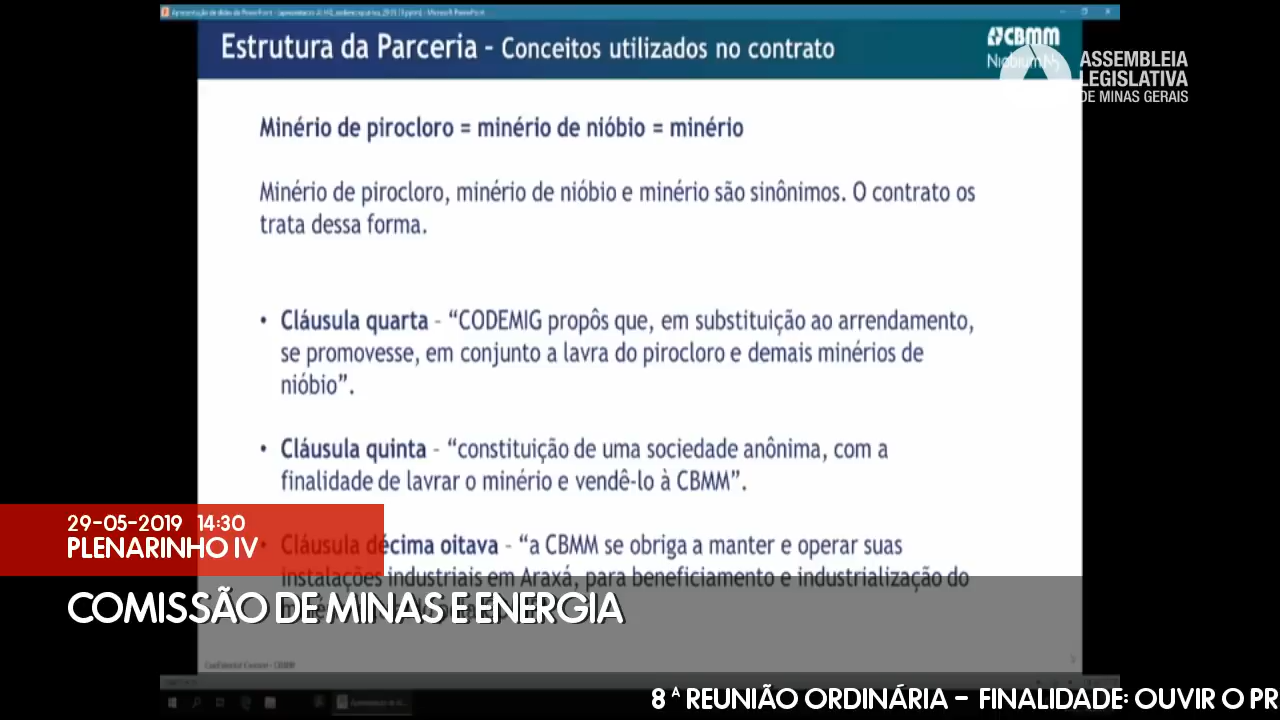 Estrutura da Parceria - Conceitos utilizados no contrato
CBMM
Niobium N5
ASSEMBLEIA
LEGISLATIVA
DE MINAS GERAIS
Minério de pirocloro = minério de nióbio = minério
Minério de pirocloro, minério de nióbio e minério são sinônimos. O contrato os
trata dessa forma.
• Cláusula quarta - “CODEMIG propôs que, em substituição ao arrendamento,
se promovesse, em conjunto a lavra do pirocloro e demais minérios de
nióbio”.
• Cláusula quinta - “constituição de uma sociedade anônima, com a
finalidade de lavrar o minério e vendê-lo à CBMM”.
• Cláusula décima oitava - “a CBMM se obriga a manter e operar suas
instalações industriais em Araxá, para beneficiamento e industrialização do
29-05-2019 14:30
PLENARINHO IV
COMISSÃO DE MINAS E ENERGIA
8ª REUNIÃO ORDINÁRIA - FINALIDADE: OUVIR O PR